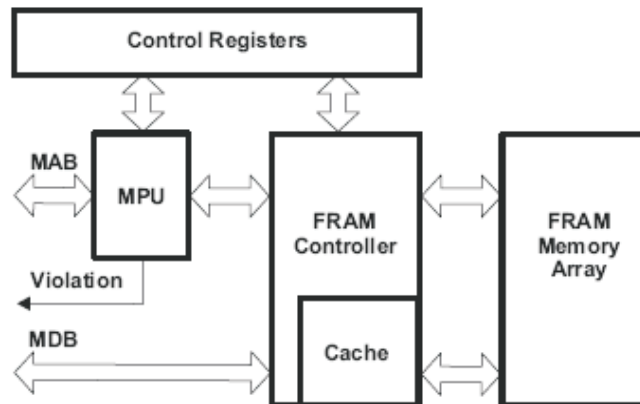 Control Registers
MAB
MPU
FRAM
Controller
FRAM
Memory
Array
Violation
MDB
Cache